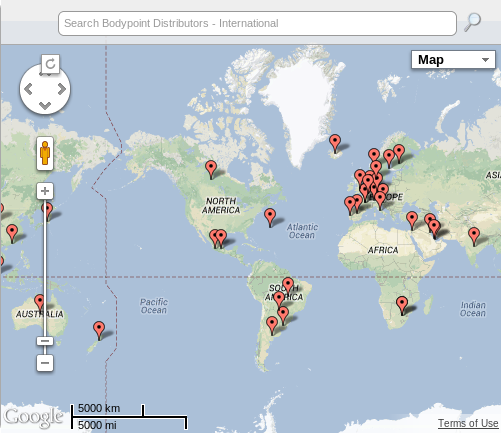 Search Bodypoint Distributors - International
Map
NORTH
AMERICA
Atlantic
Ocean
AFRICA
SOUTH
AMERICA
Pacific
Ocean
Indian
Ocean
AUSTRALIA
Google
5000 km
5000 mi
Terms of Use